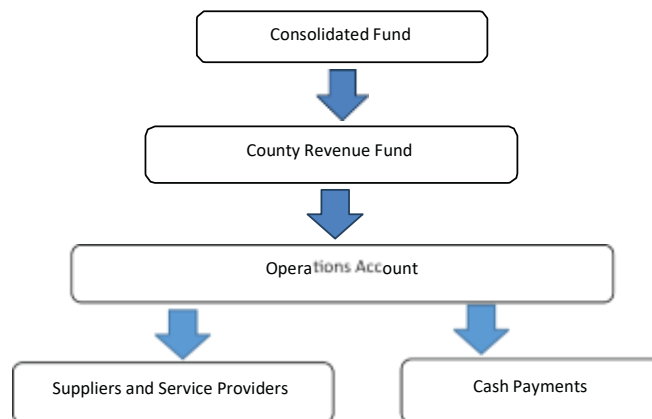 Consolidated Fund
County Revenue Fund
Operations Account
Suppliers and Service Providers
Cash Payments